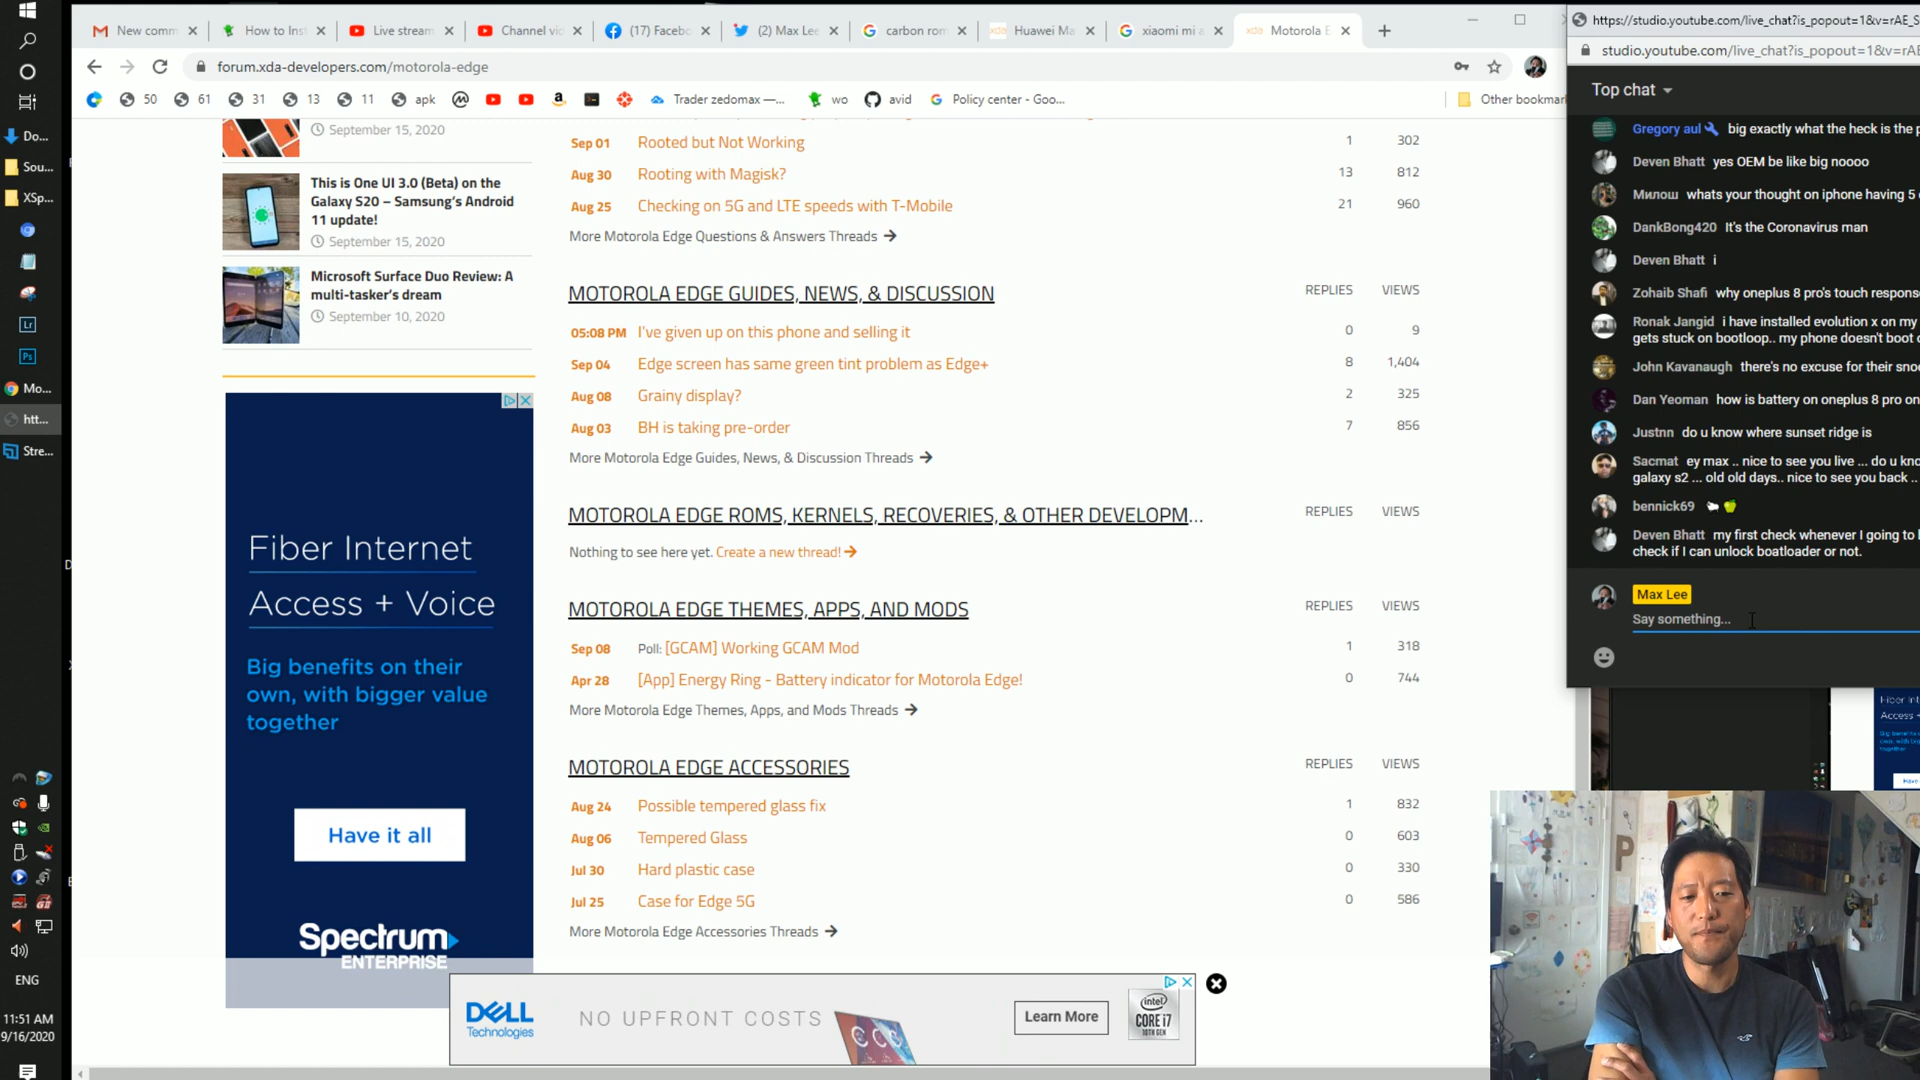 New comm
How to Inst
Live stream
Channel vi
(17) Facebo
(2) Max Lee
carbon rom
Huawei Ma
xiaomi mi a
Motorola E
forum.xda-developers.com/motorola-edge
50
61
31
13
11
apk
Trader zedomax —...
wo
avid
Policy center - Goo...
Other bookmar
Do...
Sou...
XSp...
Lr
Ps
Mo...
htt...
Stre...
ENG
11:51 AM
9/16/2020
September 15, 2020
This is One UI 3.0 (Beta) on the
Galaxy S20 – Samsung's Android
11 update!
September 15, 2020
Microsoft Surface Duo Review: A
multi-tasker's dream
September 10, 2020
Fiber Internet
Access + Voice
Big benefits on their
own, with bigger value
together
Have it all
Spectrum
ENTERPRISE
Sep 01 Rooted but Not Working 1 302
Aug 30 Rooting with Magisk? 13 812
Aug 25 Checking on 5G and LTE speeds with T-Mobile 21 960
More Motorola Edge Questions & Answers Threads
MOTOROLA EDGE GUIDES, NEWS, & DISCUSSION REPLIES VIEWS
05:08 PM I've given up on this phone and selling it 0 9
Sep 04 Edge screen has same green tint problem as Edge+ 8 1,404
Aug 08 Grainy display? 2 325
Aug 03 BH is taking pre-order 7 856
More Motorola Edge Guides, News, & Discussion Threads
MOTOROLA EDGE ROMS, KERNELS, RECOVERIES, & OTHER DEVELOPM... REPLIES VIEWS
Nothing to see here yet. Create a new thread!
MOTOROLA EDGE THEMES, APPS, AND MODS REPLIES VIEWS
Sep 08 Poll: [GCAM] Working GCAM Mod 1 318
Apr 28 [App] Energy Ring - Battery indicator for Motorola Edge! 0 744
More Motorola Edge Themes, Apps, and Mods Threads
MOTOROLA EDGE ACCESSORIES REPLIES VIEWS
Aug 24 Possible tempered glass fix 1 832
Aug 06 Tempered Glass 0 603
Jul 30 Hard plastic case 0 330
Jul 25 Case for Edge 5G 0 586
More Motorola Edge Accessories Threads
DELL
Technologies
NO UPFRONT COSTS
Learn More
intel
CORE i7
10TH GEN
https://studio.youtube.com/live_chat?is_popout=1&v=rAE_S
studio.youtube.com/live_chat?is_popout=1&v=rAE
Top chat
Gregory aul big exactly what the heck is the p
Deven Bhatt yes OEM be like big noooo
Милош whats your thought on iphone having 5
DankBong420 It's the Coronavirus man
Deven Bhatt i
Zohaib Shafi why oneplus 8 pro's touch respons
Ronak Jangid i have installed evolution x on my
gets stuck on bootloop.. my phone doesn't boot
John Kavanaugh there's no excuse for their sno
Dan Yeoman how is battery on oneplus 8 pro on
Justnn do u know where sunset ridge is
Sacmat ey max .. nice to see you live ... do u kno
galaxy s2 ... old old days.. nice to see you back ..
bennick69
Deven Bhatt my first check whenever I going to
check if I can unlock boatloader or not.
Max Lee
Say something...
Fiber Int
Access +
P